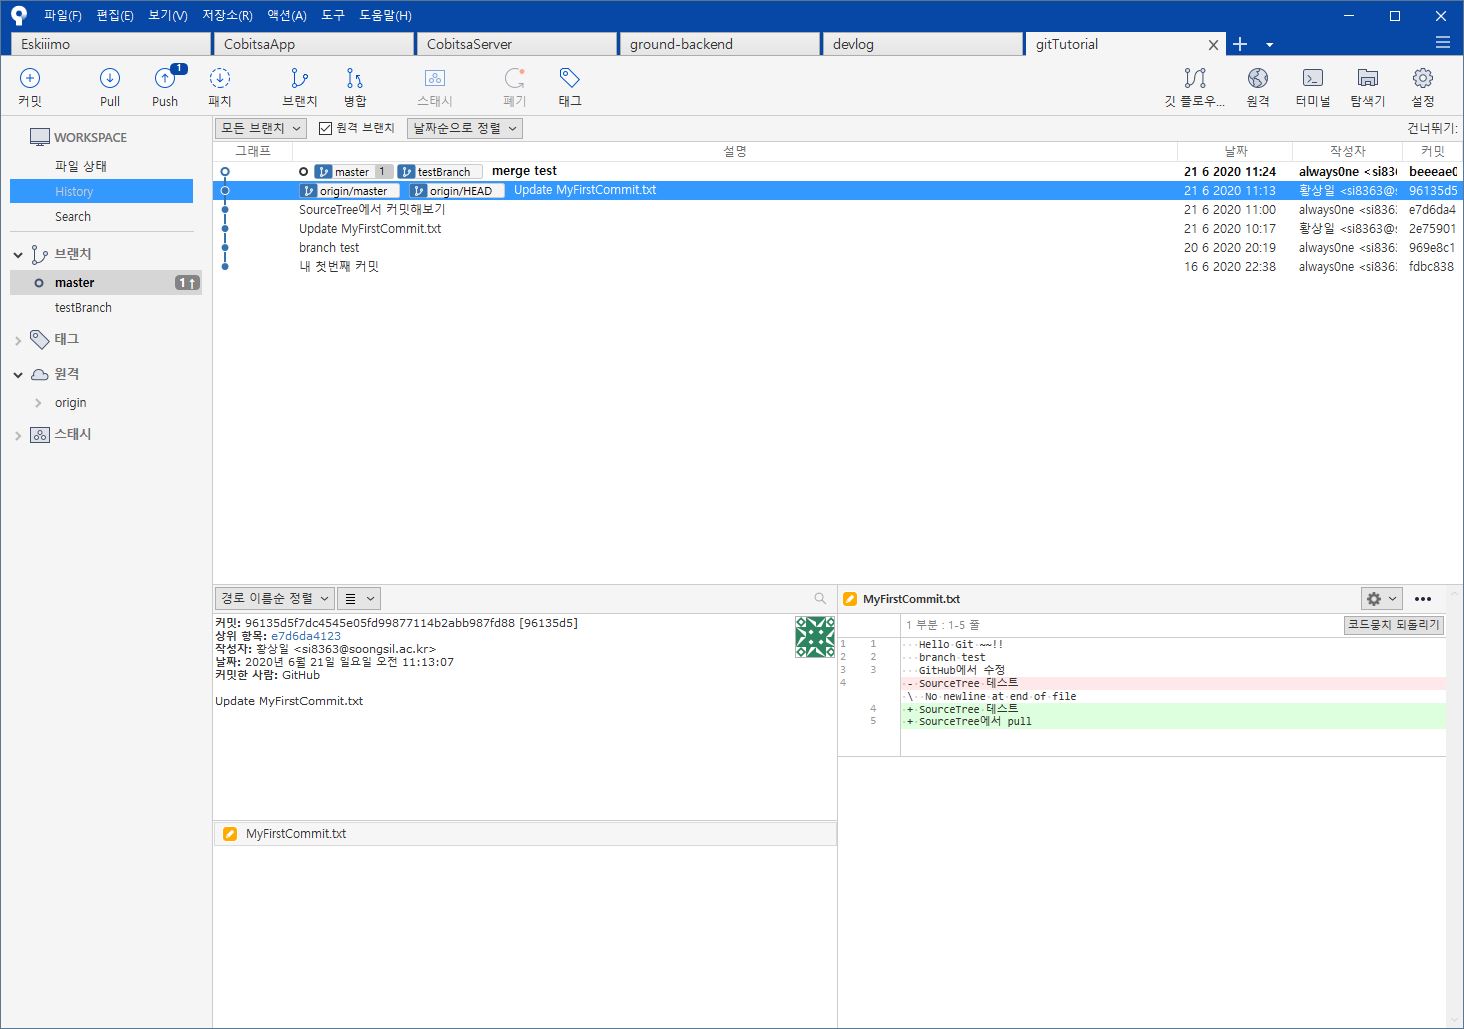 파일(F) 편집(E) 보기(V) 저장소(R) 액션(A) 도구 도움말(H)
Eskiiimo CobitsaApp CobitsaServer ground-backend devlog gitTutorial
1
커밋 Pull Push 패치 브랜치 병합 스태시 폐기 태그 깃 플로우... 원격 터미널 탐색기 설정
WORKSPACE
파일 상태
History
Search
브랜치
master 1↑
testBranch
태그
원격
origin
스태시
모든 브랜치 원격 브랜치 날짜순으로 정렬 건너뛰기:
그래프 설명 날짜 작성자 커밋
master 1 testBranch merge test 21 6 2020 11:24 always0ne <si8363 beeeae0
origin/master origin/HEAD Update MyFirstCommit.txt 21 6 2020 11:13 황상일 <si8363@s 96135d5
SourceTree에서 커밋해보기 21 6 2020 11:00 always0ne <si8363 e7d6da4
Update MyFirstCommit.txt 21 6 2020 10:17 황상일 <si8363@s 2e75901
branch test 20 6 2020 20:19 always0ne <si8363 969e8c1
내 첫번째 커밋 16 6 2020 22:38 always0ne <si8363 fdbc838
경로 이름순 정렬
커밋: 96135d5f7dc4545e05fd99877114b2abb987fd88 [96135d5]
상위 항목: e7d6da4123
작성자: 황상일 <si8363@soongsil.ac.kr>
날짜: 2020년 6월 21일 일요일 오전 11:13:07
커밋한 사람: GitHub
Update MyFirstCommit.txt
MyFirstCommit.txt
MyFirstCommit.txt
1 부분 : 1-5 줄 코드뭉치 되돌리기
1 1 Hello Git ~~!!
2 2 branch test
3 3 GitHub에서 수정
4 - SourceTree 테스트
\ No newline at end of file
4 + SourceTree 테스트
5 + SourceTree에서 pull